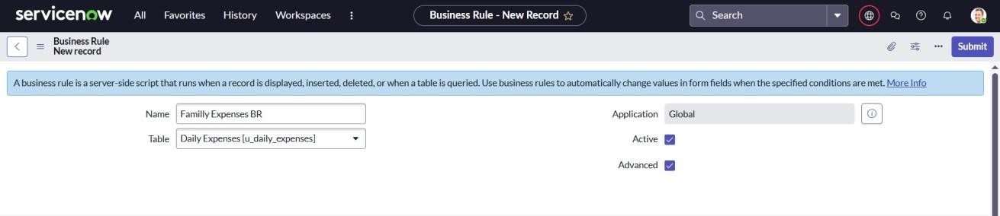 servicenow All Favorites History Workspaces Business Rule - New Record Search
Business Rule
New record
Submit
A business rule is a server-side script that runs when a record is displayed, inserted, deleted, or when a table is queried. Use business rules to automatically change values in form fields when the specified conditions are met. More Info
Name Familly Expenses BR Application Global
Table Daily Expenses [u_daily_expenses] Active
Advanced